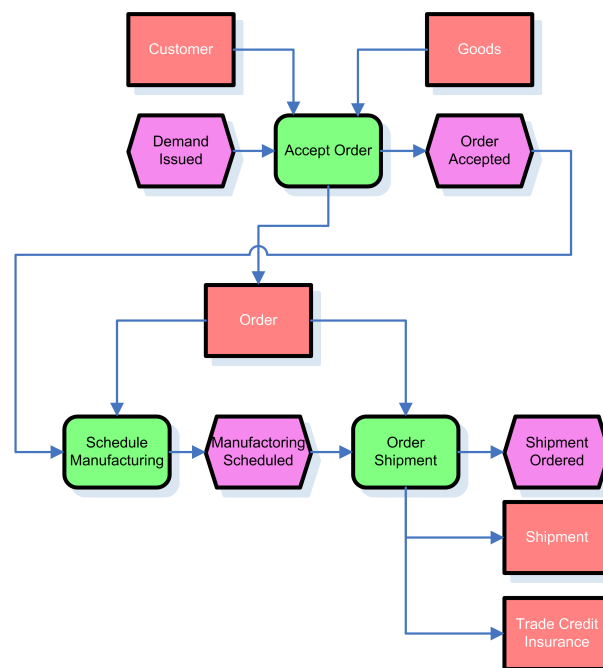 Customer
Goods
Demand
Issued
Accept Order
Order
Accepted
Order
Schedule
Manufacturing
Manufactoring
Scheduled
Order
Shipment
Shipment
Ordered
Shipment
Trade Credit
Insurance